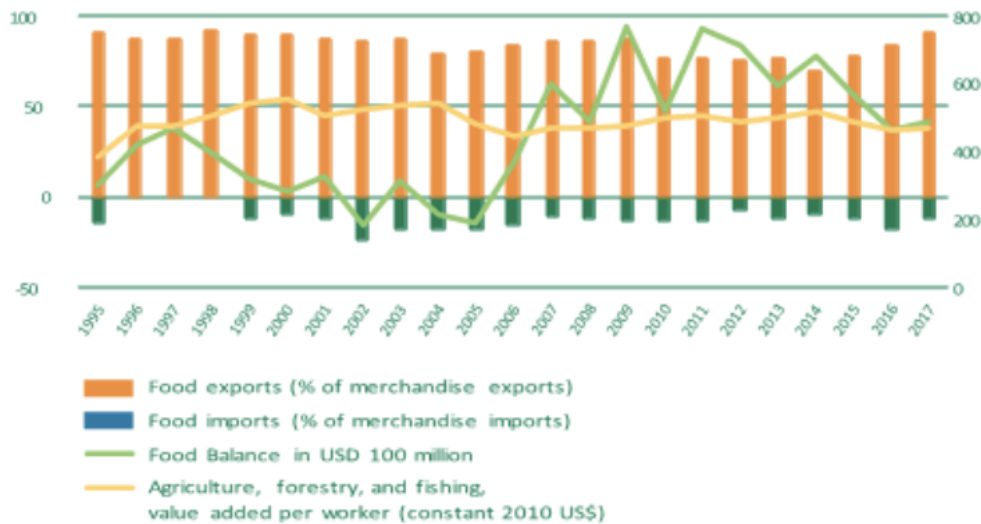 100
50
0
-50
800
600
400
200
0
1995 1996 1997 1998 1999 2000 2001 2002 2003 2004 2005 2006 2007 2008 2009 2010 2011 2012 2013 2014 2015 2016 2017
Food exports (% of merchandise exports)
Food imports (% of merchandise imports)
Food Balance in USD 100 million
Agriculture, forestry, and fishing,
value added per worker (constant 2010 US$)